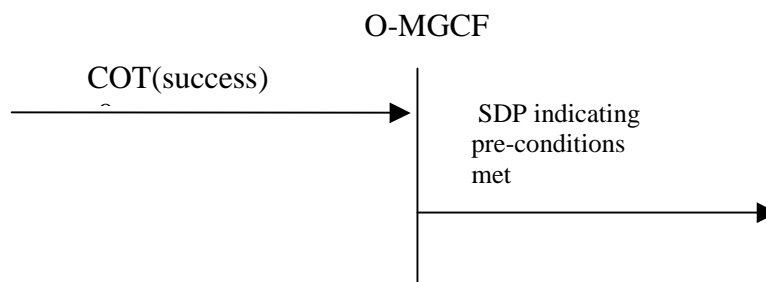 O-MGCF
COT(success)
SDP indicating
pre-conditions
met